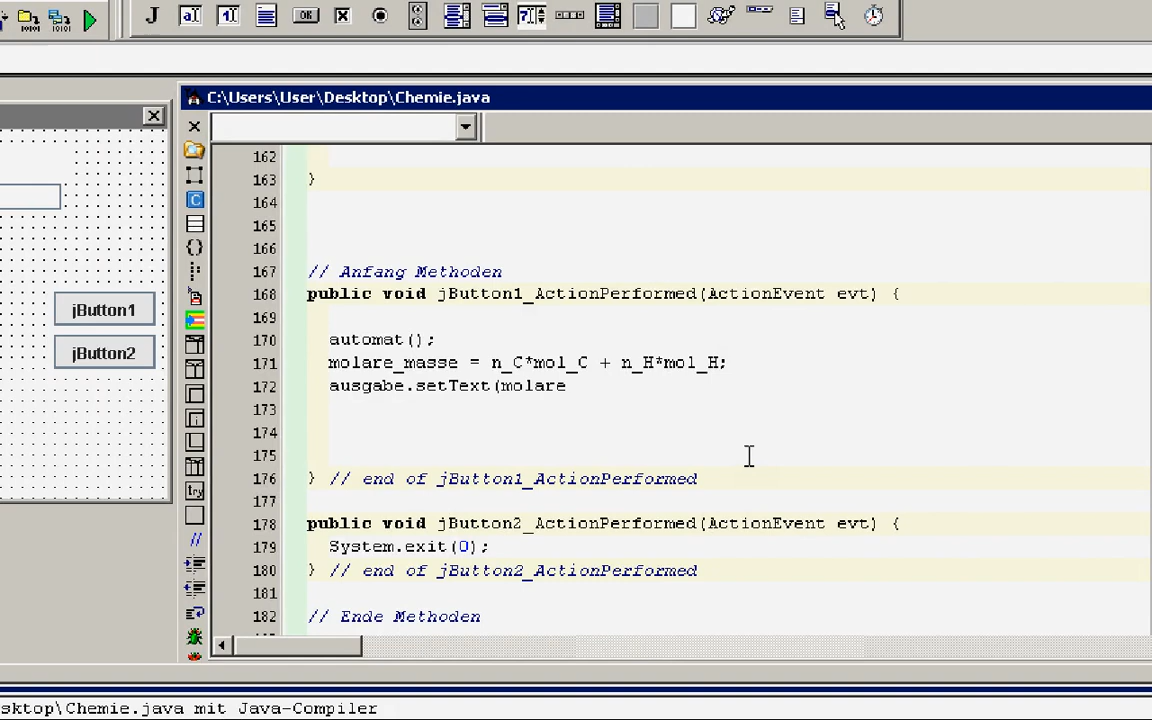 J
OK
C:\Users\User\Desktop\Chemie.java
162
163 }
164
165
166
167 // Anfang Methoden
168 public void jButton1_ActionPerformed(ActionEvent evt) {
169
170 automat();
171 molare_masse = n_C*mol_C + n_H*mol_H;
172 ausgabe.setText(molare
173
174
175
176 } // end of jButton1_ActionPerformed
177
178 public void jButton2_ActionPerformed(ActionEvent evt) {
179 System.exit(0);
180 } // end of jButton2_ActionPerformed
181
182 // Ende Methoden
jButton1
jButton2
C
{}
try
//
sktop\Chemie.java mit Java-Compiler